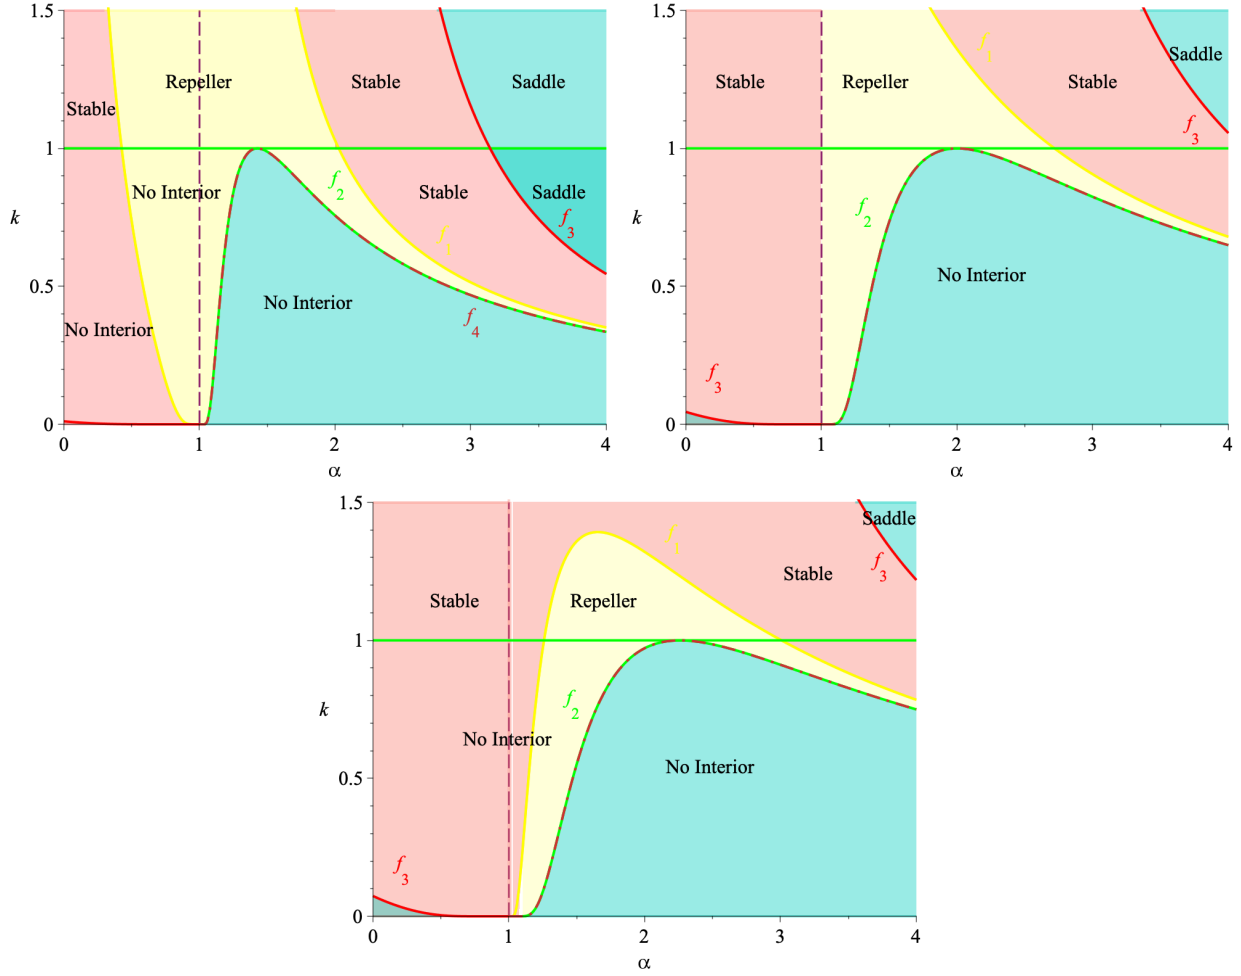 1.5
Repeller
Stable
Saddle
Stable
1
No Interior
f2
Stable
Saddle
f3
k
f1
0.5
No Interior
No Interior
f4
0
0 1 2 3 4
α
1.5
f1
Saddle
Stable
Repeller
Stable
f3
1
k
f2
No Interior
0.5
f3
0
0 1 2 3 4
α
1.5
Saddle
f1
f3
Stable
Stable
Repeller
1
f2
k
No Interior
No Interior
0.5
f3
0
0 1 2 3 4
α